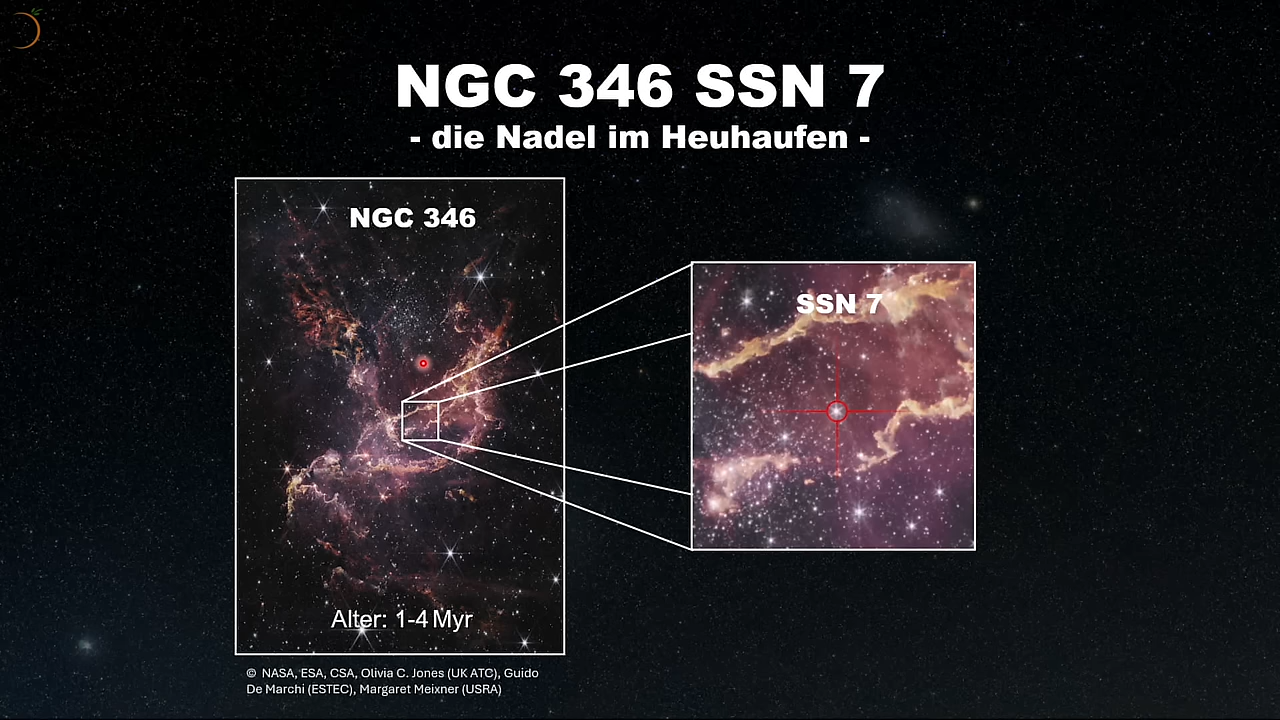 NGC 346 SSN 7
- die Nadel im Heuhaufen -
NGC 346
SSN 7
Alter: 1-4 Myr
© NASA, ESA, CSA, Olivia C. Jones (UK ATC), Guido
De Marchi (ESTEC), Margaret Meixner (USRA)